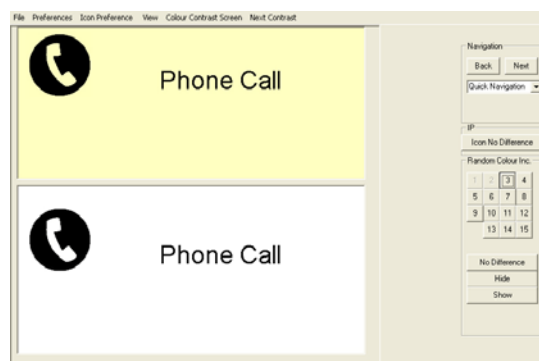 File Preferences Icon Preference View Colour Contrast Screen Next Contrast
Phone Call
Phone Call
Navigation
Back Next
Quick Navigation
IP
Icon No Difference
Random Colour Inc.
1 2 3 4
5 6 7 8
9 10 11 12
13 14 15
No Difference
Hide
Show